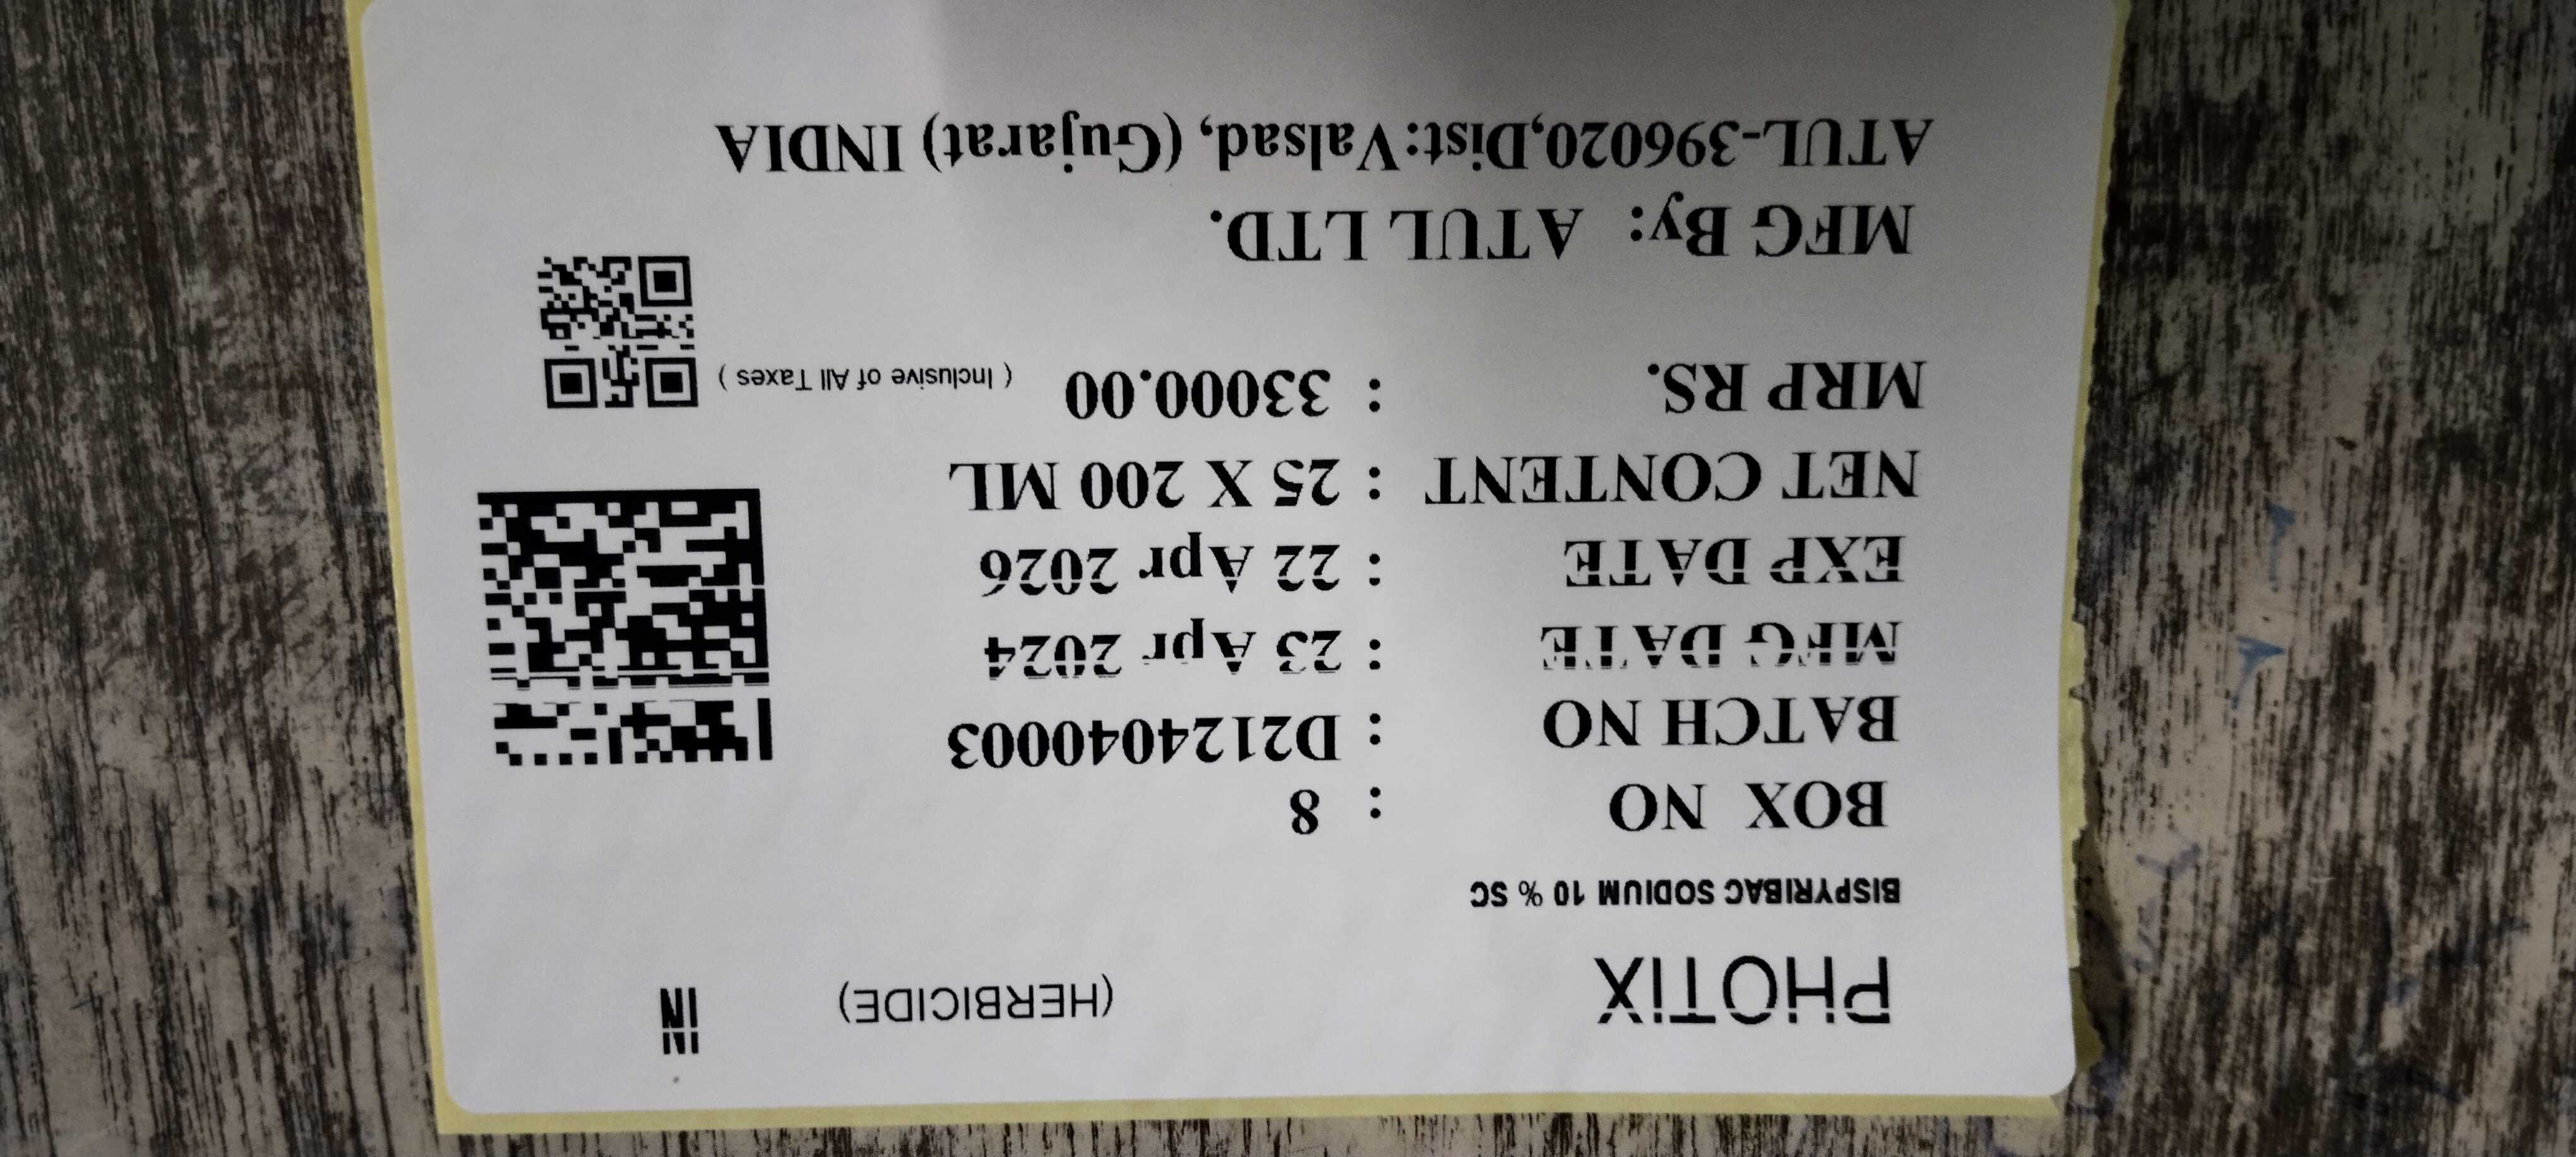 PHOTIX (HERBICIDE) IN
BISPYRIBAC SODIUM 10 % SC
BOX NO : 8
BATCH NO : D2124040003
MFG DATE : 23 Apr 2024
EXP DATE : 22 Apr 2026
NET CONTENT : 25 X 200 ML
MRP RS. : 33000.00 ( Inclusive of All Taxes )
MFG By: ATUL LTD.
ATUL-396020,Dist:Valsad, (Gujarat) INDIA